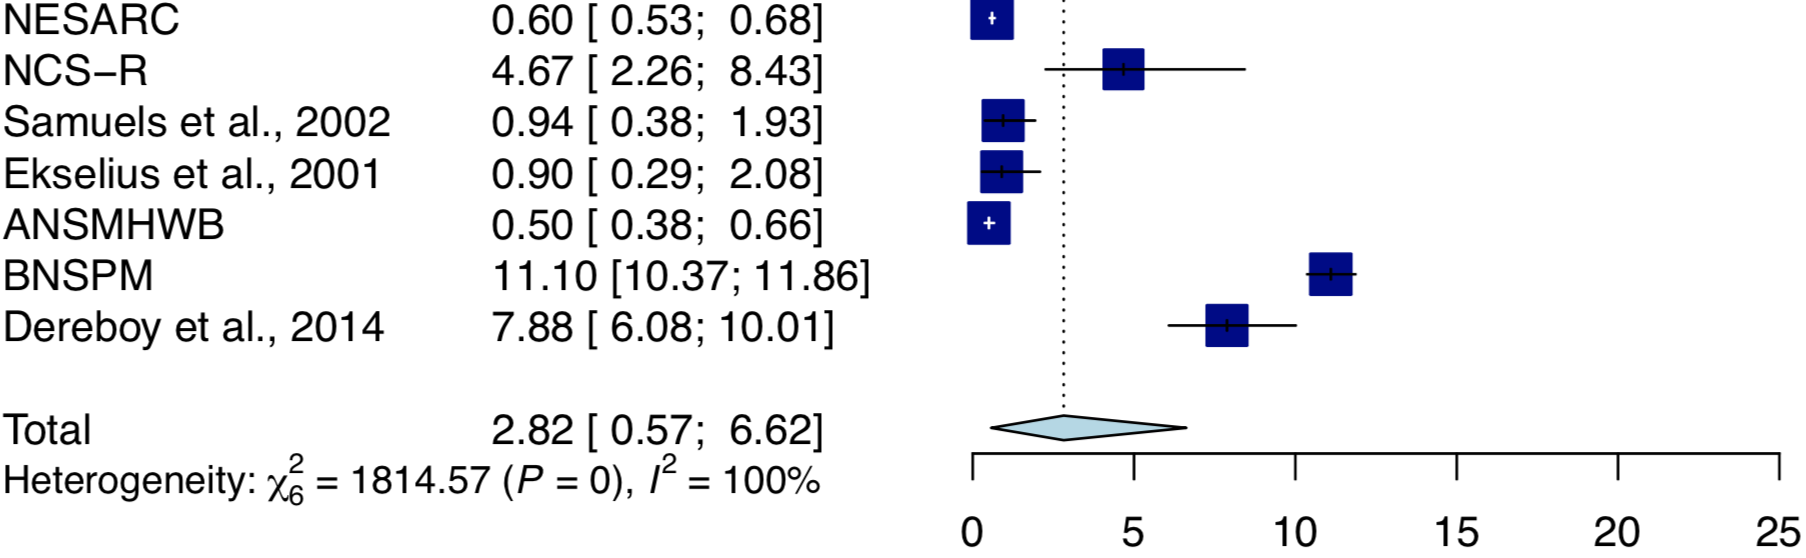 NESARC 0.60 [ 0.53; 0.68]
NCS−R 4.67 [ 2.26; 8.43]
Samuels et al., 2002 0.94 [ 0.38; 1.93]
Ekselius et al., 2001 0.90 [ 0.29; 2.08]
ANSMHWB 0.50 [ 0.38; 0.66]
BNSPM 11.10 [10.37; 11.86]
Dereboy et al., 2014 7.88 [ 6.08; 10.01]
Total 2.82 [ 0.57; 6.62]
Heterogeneity: χ²₆ = 1814.57 (P = 0), I² = 100%
0 5 10 15 20 25